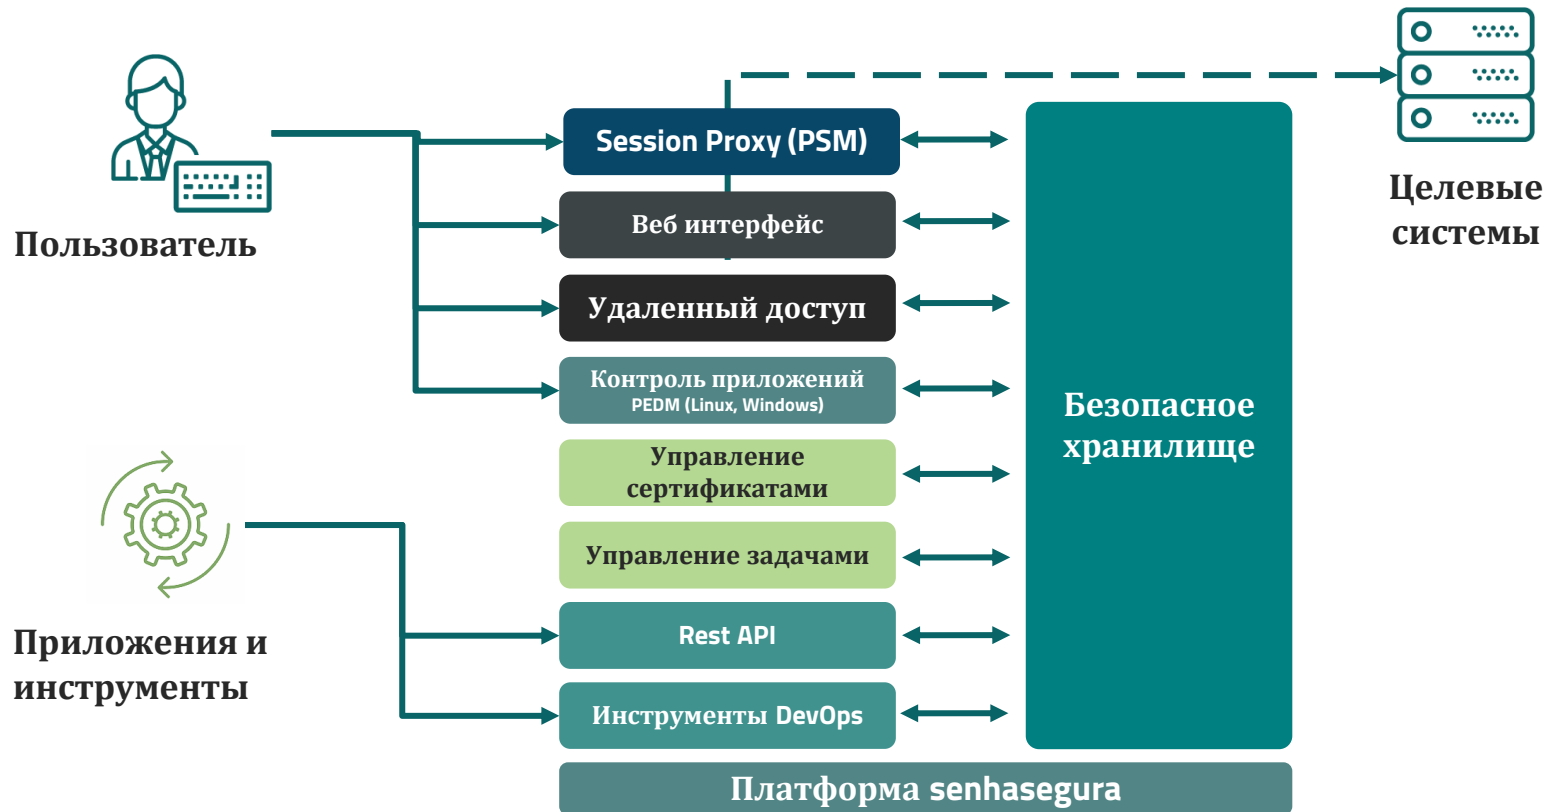 Пользователь
Приложения и
инструменты
Session Proxy (PSM)
Веб интерфейс
Удаленный доступ
Контроль приложений
PEDM (Linux, Windows)
Управление
сертификатами
Управление задачами
Rest API
Инструменты DevOps
Безопасное
хранилище
Целевые
системы
Платформа senhasegura